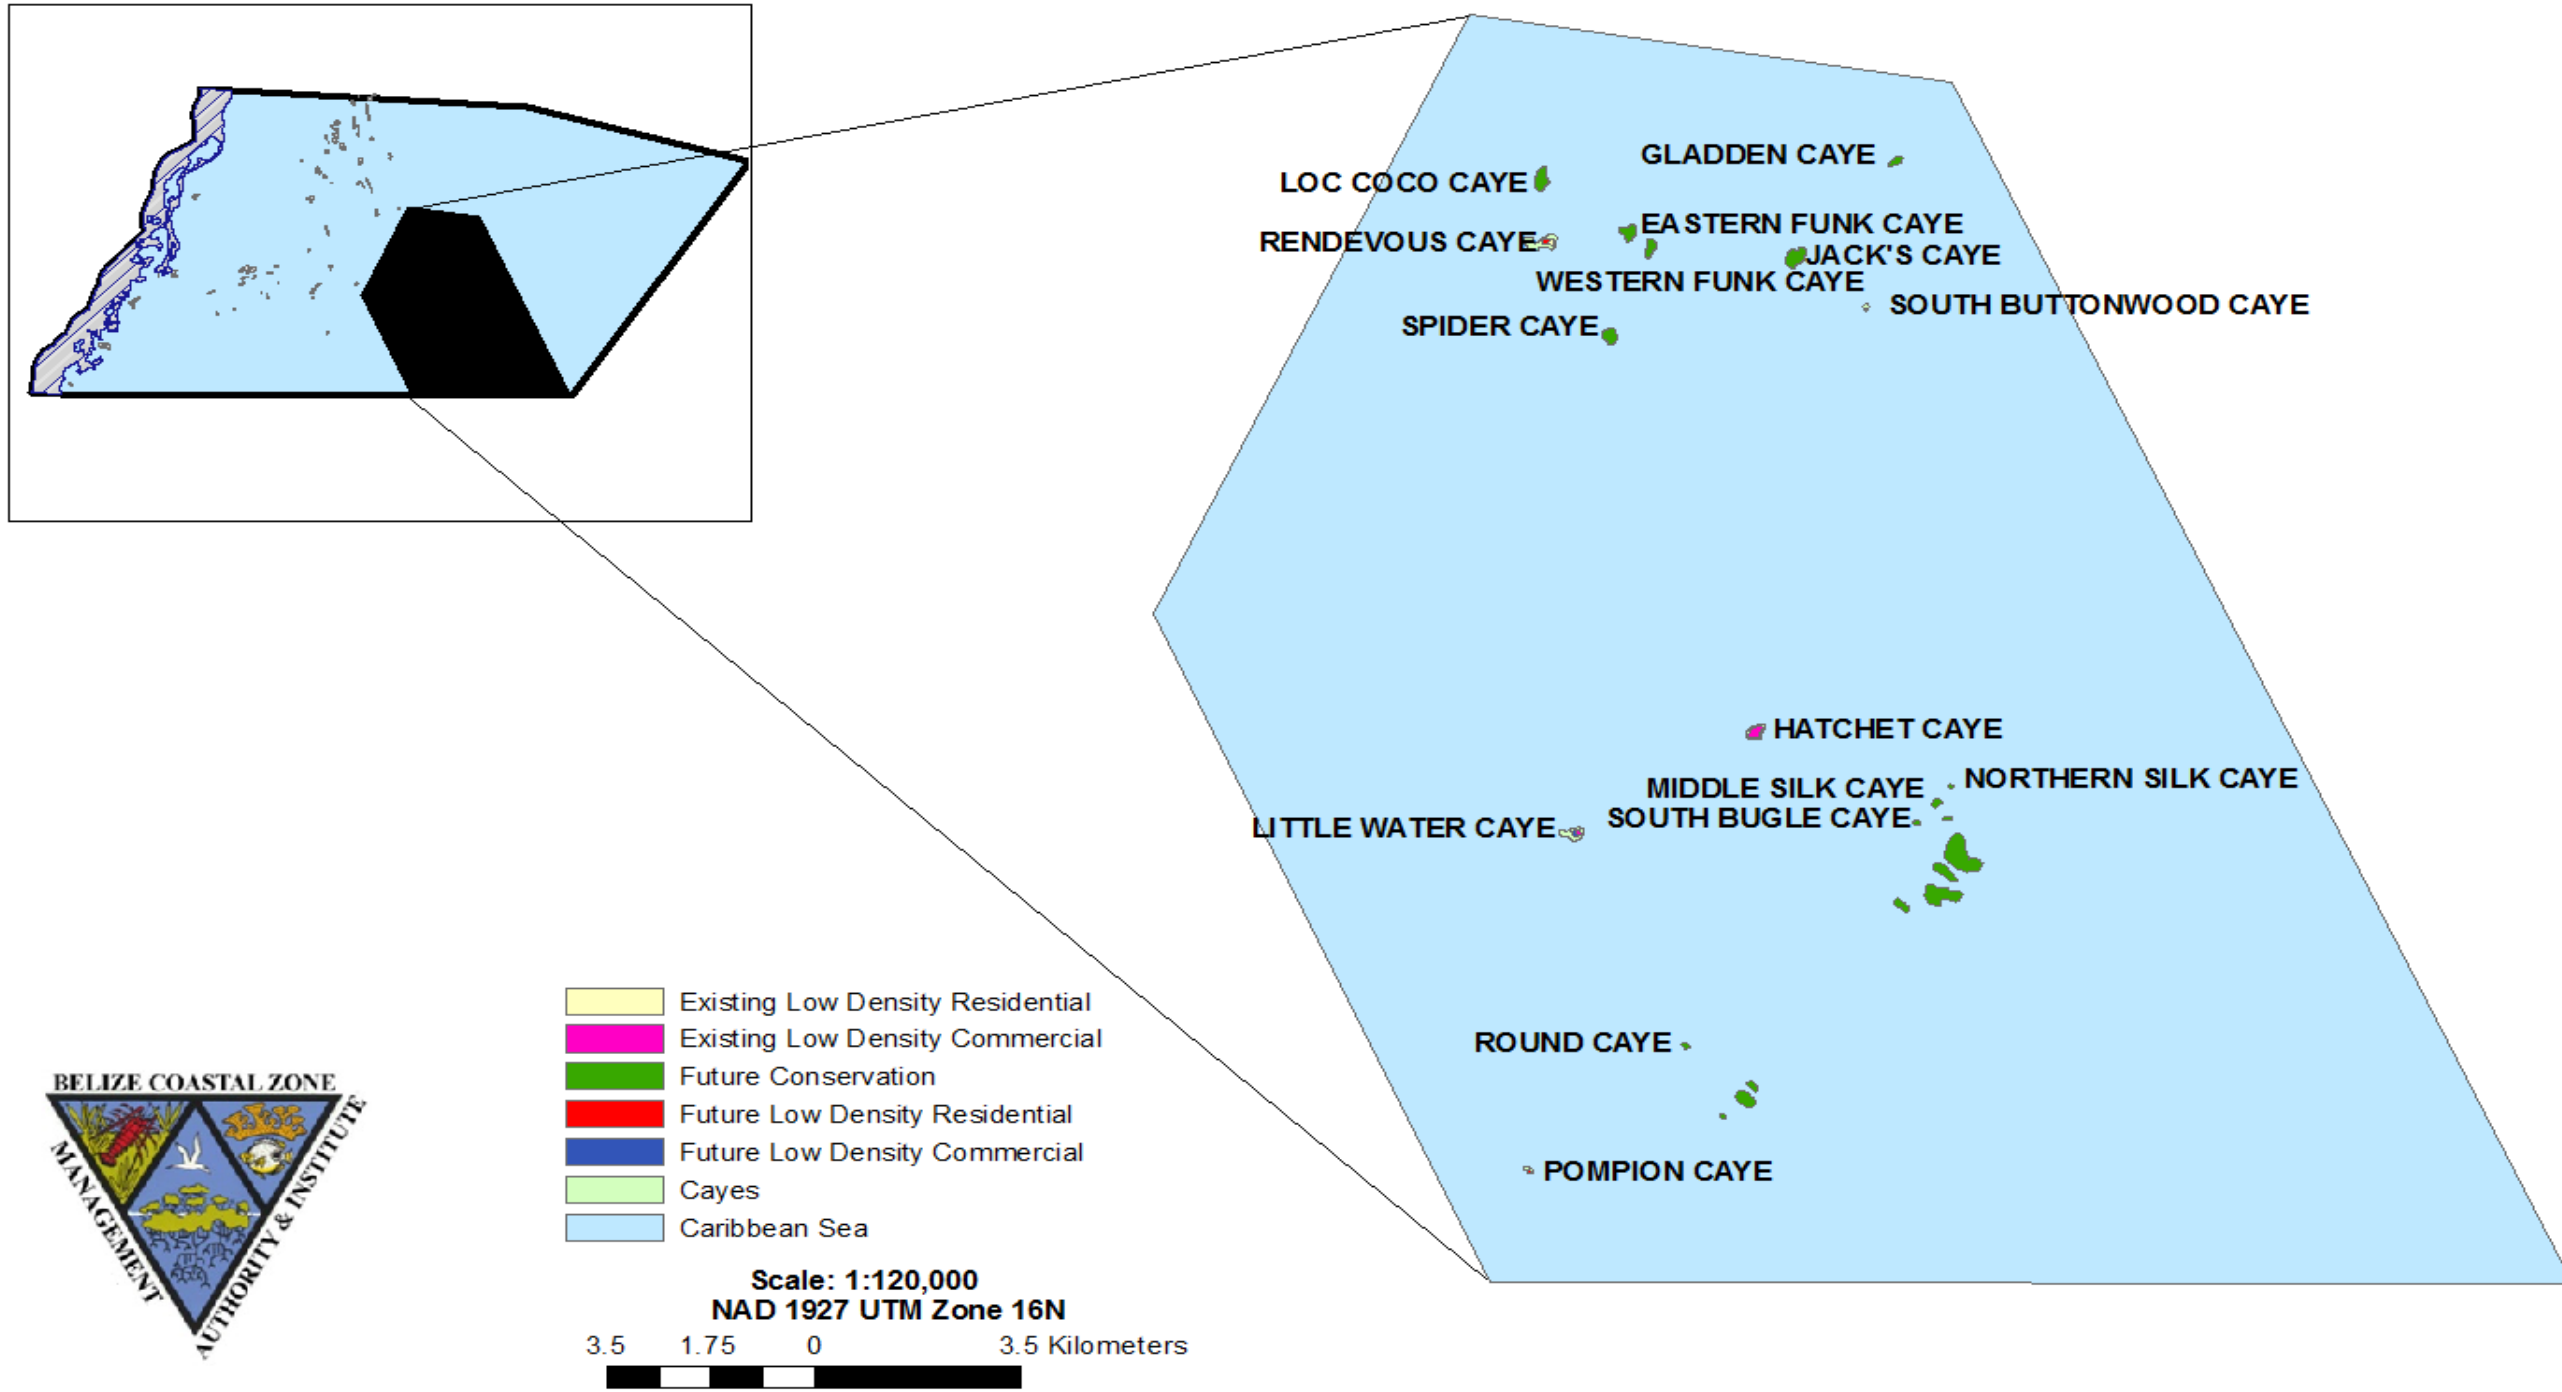 GLADDEN CAYE
LOC COCO CAYE
EASTERN FUNK CAYE
RENDEVOUS CAYE
JACK'S CAYE
WESTERN FUNK CAYE
SOUTH BUTTONWOOD CAYE
SPIDER CAYE
HATCHET CAYE
NORTHERN SILK CAYE
MIDDLE SILK CAYE
SOUTH BUGLE CAYE
LITTLE WATER CAYE
ROUND CAYE
POMPION CAYE
Existing Low Density Residential
Existing Low Density Commercial
Future Conservation
Future Low Density Residential
Future Low Density Commercial
Cayes
Caribbean Sea
Scale: 1:120,000
NAD 1927 UTM Zone 16N
3.5 1.75 0 3.5 Kilometers
BELIZE COASTAL ZONE
MANAGEMENT
AUTHORITY & INSTITUTE